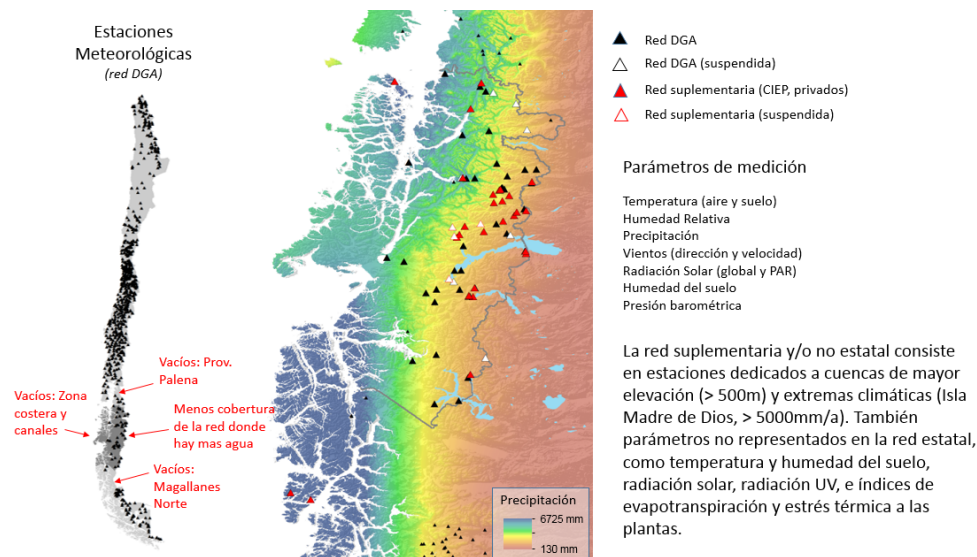 Estaciones
Meteorológicas
(red DGA)
Vacíos: Prov.
Palena
Vacíos: Zona
costera y
canales
Menos cobertura
de la red donde
hay mas agua
Vacíos:
Magallanes
Norte
Precipitación
6725 mm
130 mm
Red DGA
Red DGA (suspendida)
Red suplementaria (CIEP, privados)
Red suplementaria (suspendida)
Parámetros de medición
Temperatura (aire y suelo)
Humedad Relativa
Precipitación
Vientos (dirección y velocidad)
Radiación Solar (global y PAR)
Humedad del suelo
Presión barométrica
La red suplementaria y/o no estatal consiste
en estaciones dedicados a cuencas de mayor
elevación (> 500m) y extremas climáticas (Isla
Madre de Dios, > 5000mm/a). También
parámetros no representados en la red estatal,
como temperatura y humedad del suelo,
radiación solar, radiación UV, e índices de
evapotranspiración y estrés térmica a las
plantas.